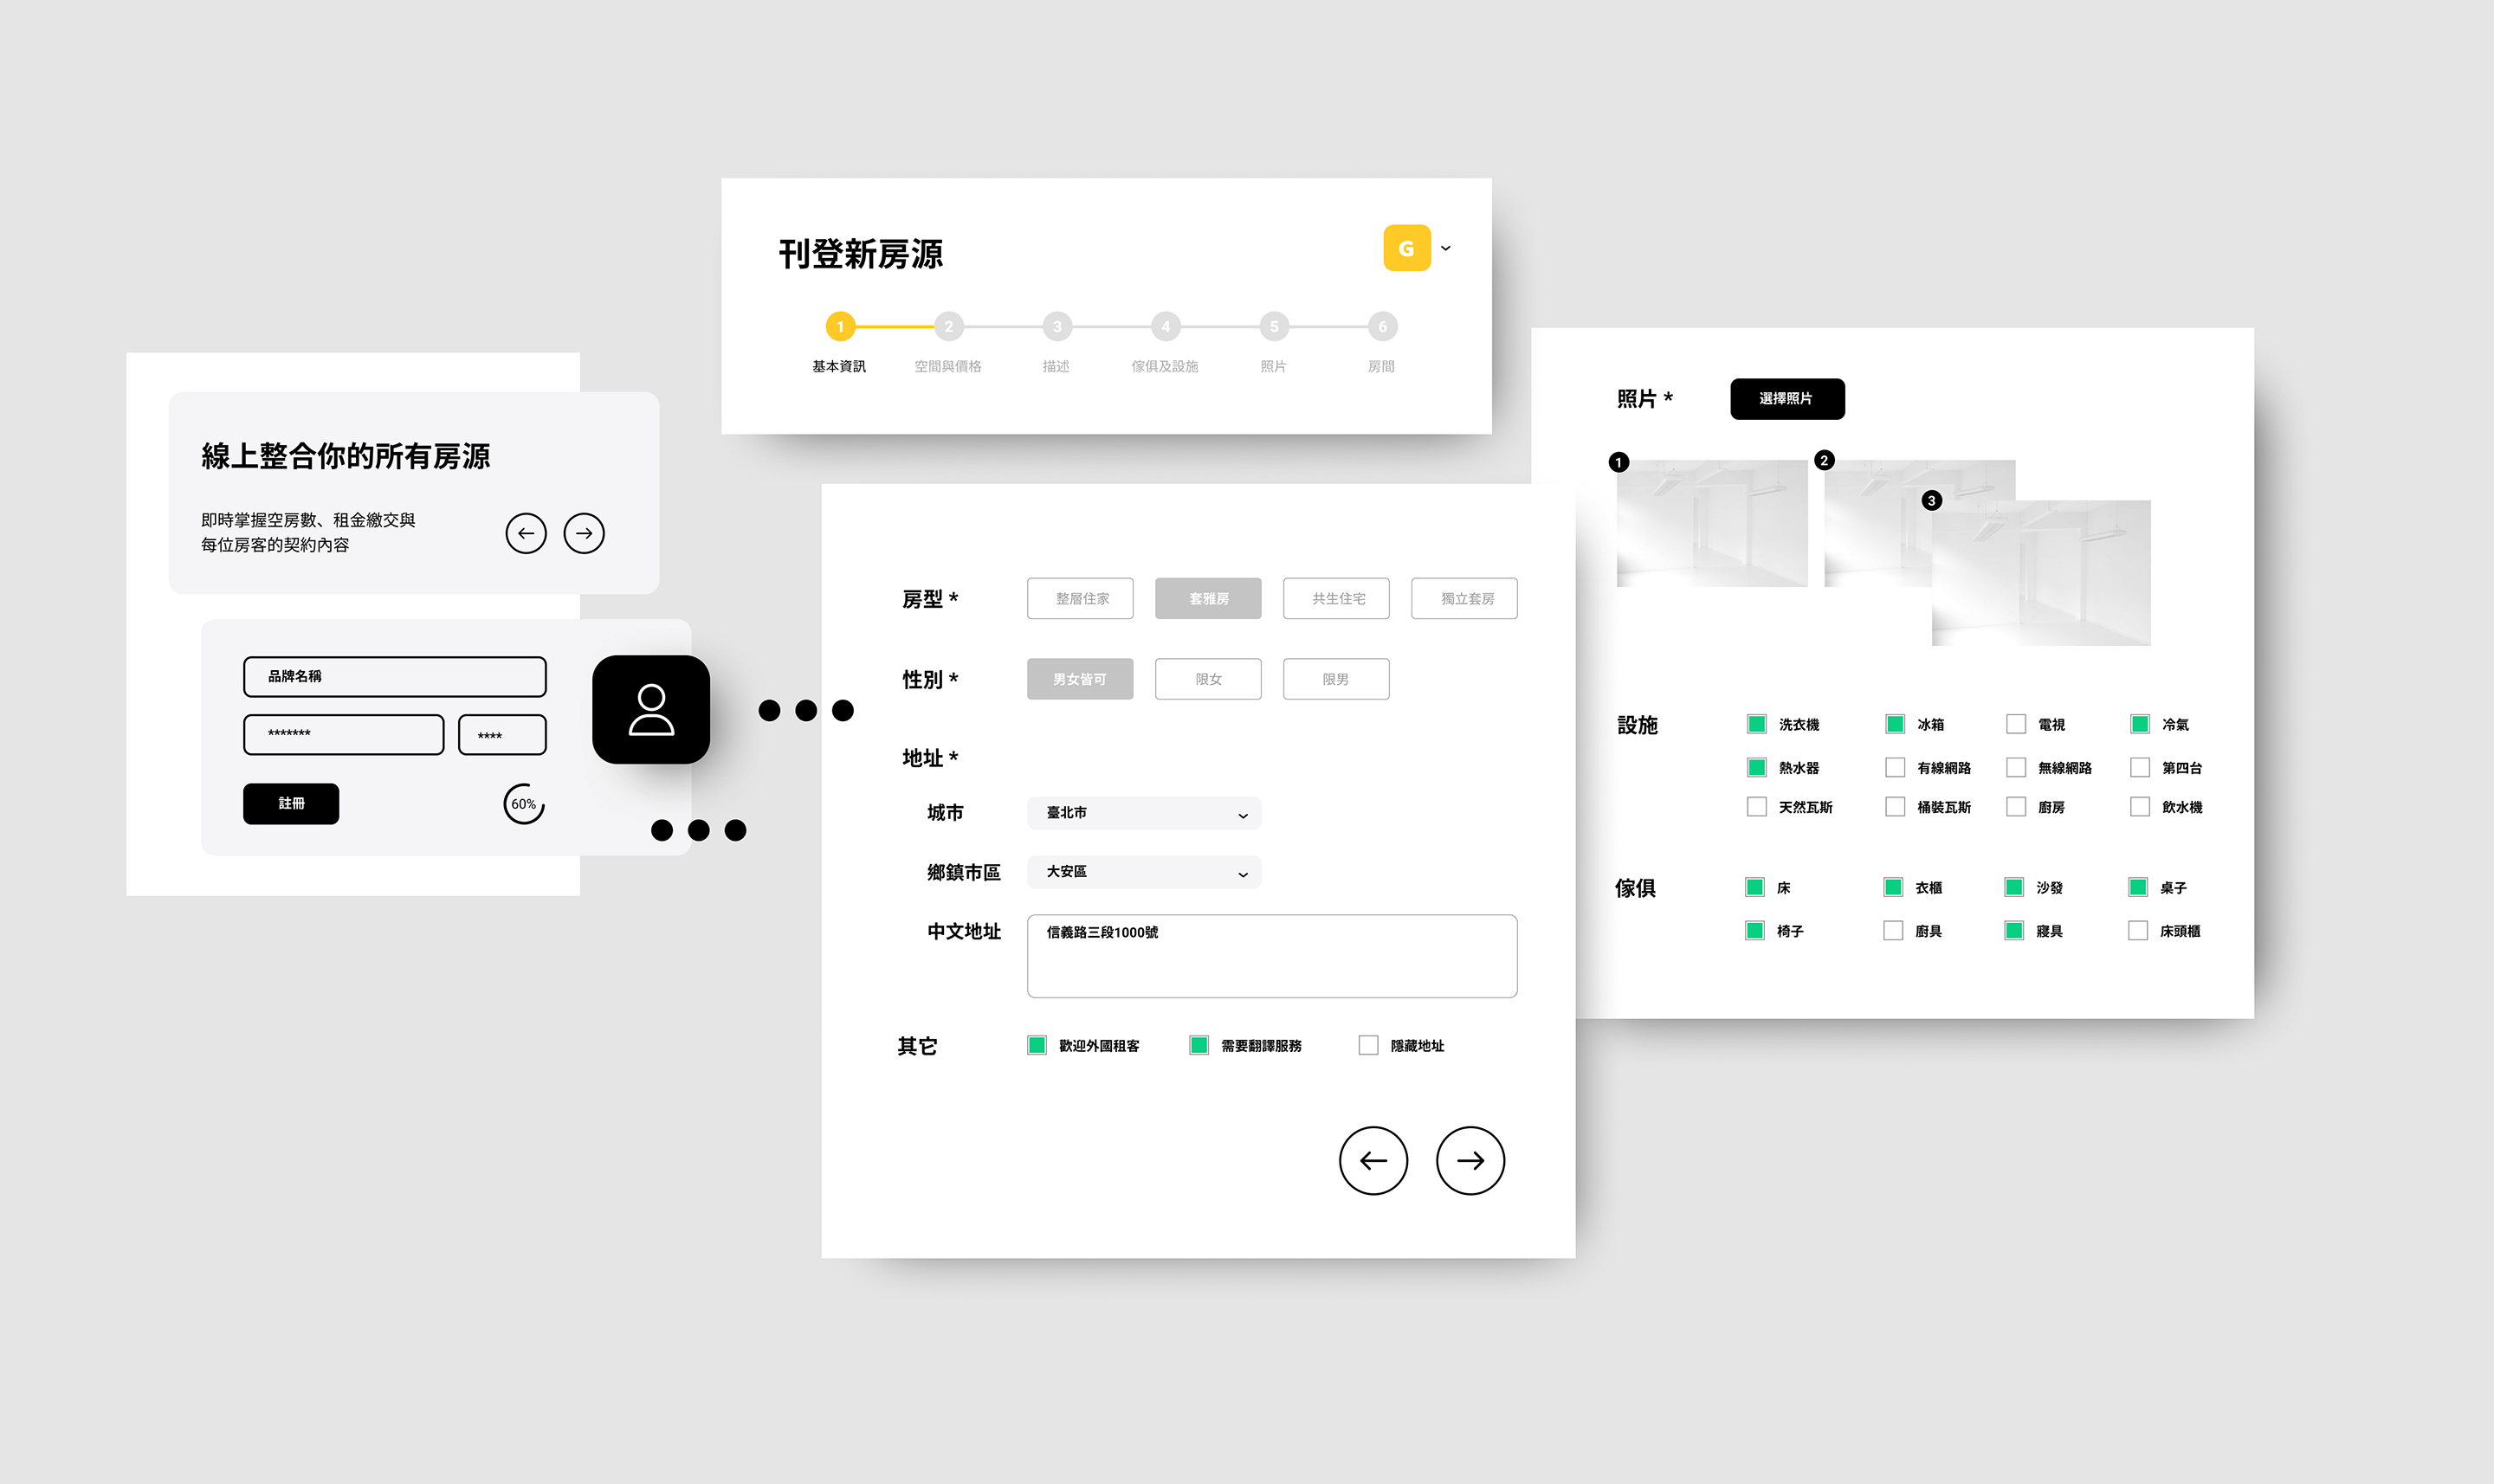 刊登新房源
G
1 2 3 4 5 6
基本資訊 空間與價格 描述 傢俱及設施 照片 房間
線上整合你的所有房源
即時掌握空房數、租金繳交與
每位房客的契約內容
品牌名稱
******* ****
註冊 60%
房型 * 整層住家 套雅房 共生住宅 獨立套房
性別 * 男女皆可 限女 限男
地址 *
城市 臺北市
鄉鎮市區 大安區
中文地址 信義路三段1000號
其它 歡迎外國租客 需要翻譯服務 隱藏地址
照片 * 選擇照片
1 2
3
設施 洗衣機 冰箱 電視 冷氣
熱水器 有線網路 無線網路 第四台
天然瓦斯 桶裝瓦斯 廚房 飲水機
傢俱 床 衣櫃 沙發 桌子
椅子 廚具 寢具 床頭櫃